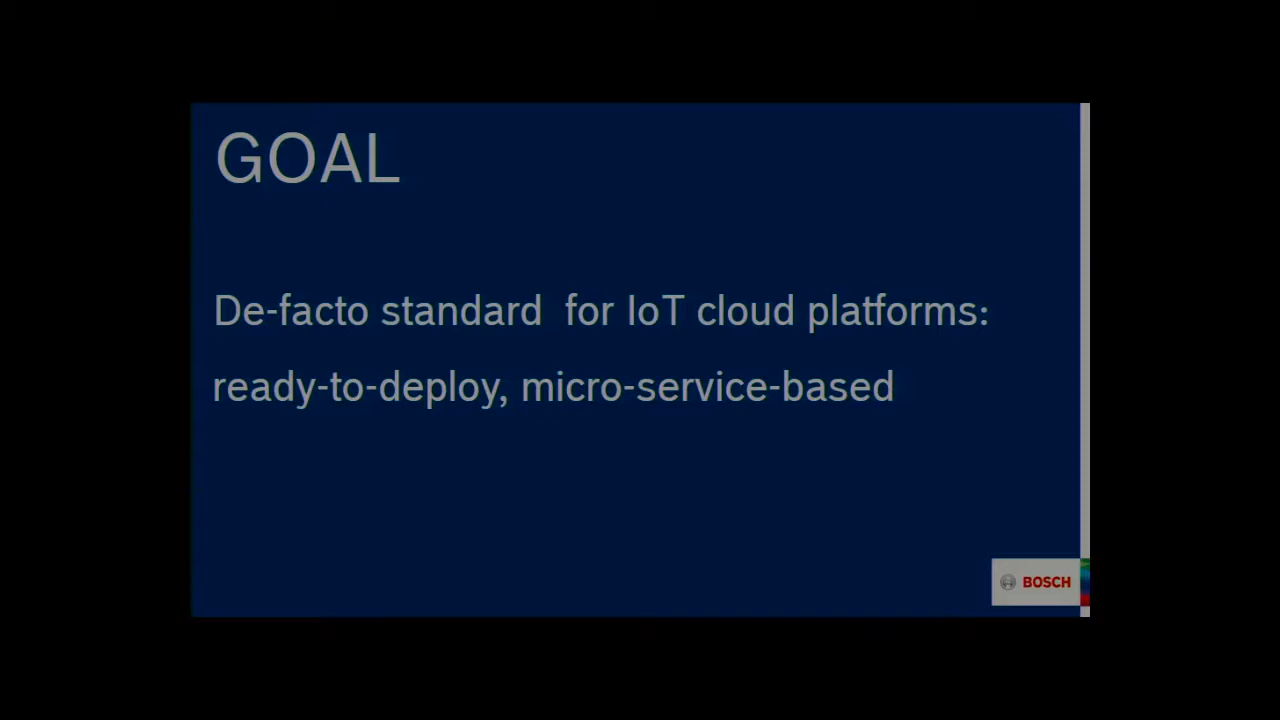 GOAL
De-facto standard for IoT cloud platforms:
ready-to-deploy, micro-service-based
BOSCH